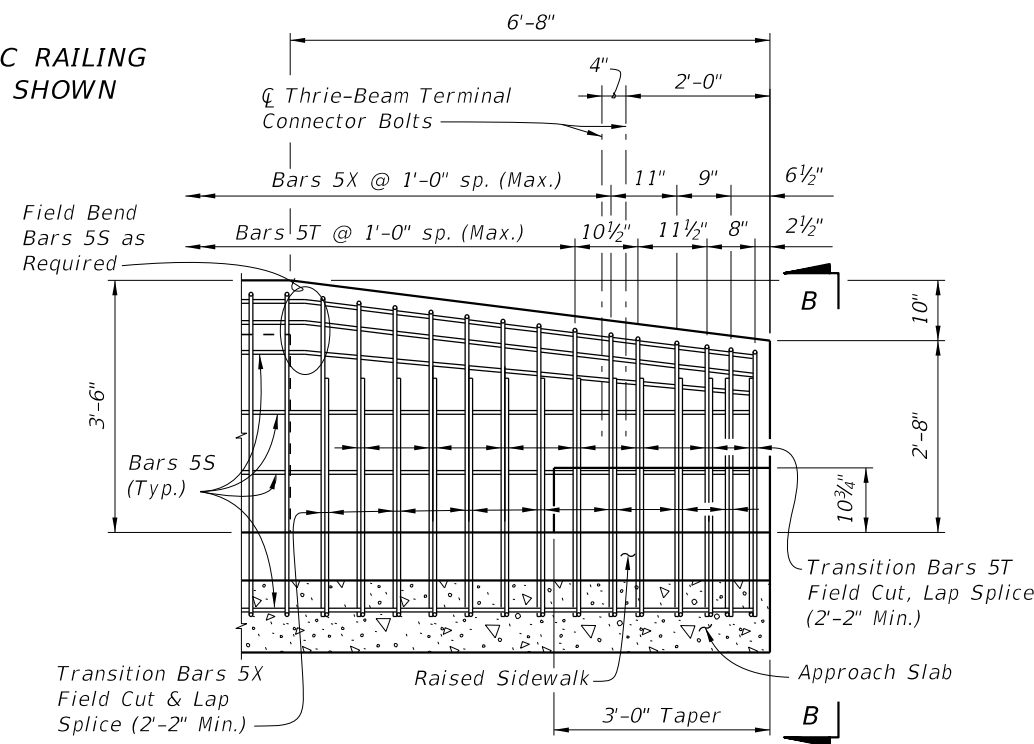 6'-8"
C RAILING
SHOWN
4"
2'-0"
℄ Thrie-Beam Terminal
Connector Bolts
Bars 5X @ 1'-0" sp. (Max.)
11"
9"
6½"
Field Bend
Bars 5S as
Required
Bars 5T @ 1'-0" sp. (Max.)
10½"
11½"
8"
2½"
B
10"
3'-6"
2'-8"
Bars 5S
(Typ.)
10¾"
Transition Bars 5T
Field Cut, Lap Splice
(2'-2" Min.)
Transition Bars 5X
Field Cut & Lap
Splice (2'-2" Min.)
Raised Sidewalk
Approach Slab
3'-0" Taper
B